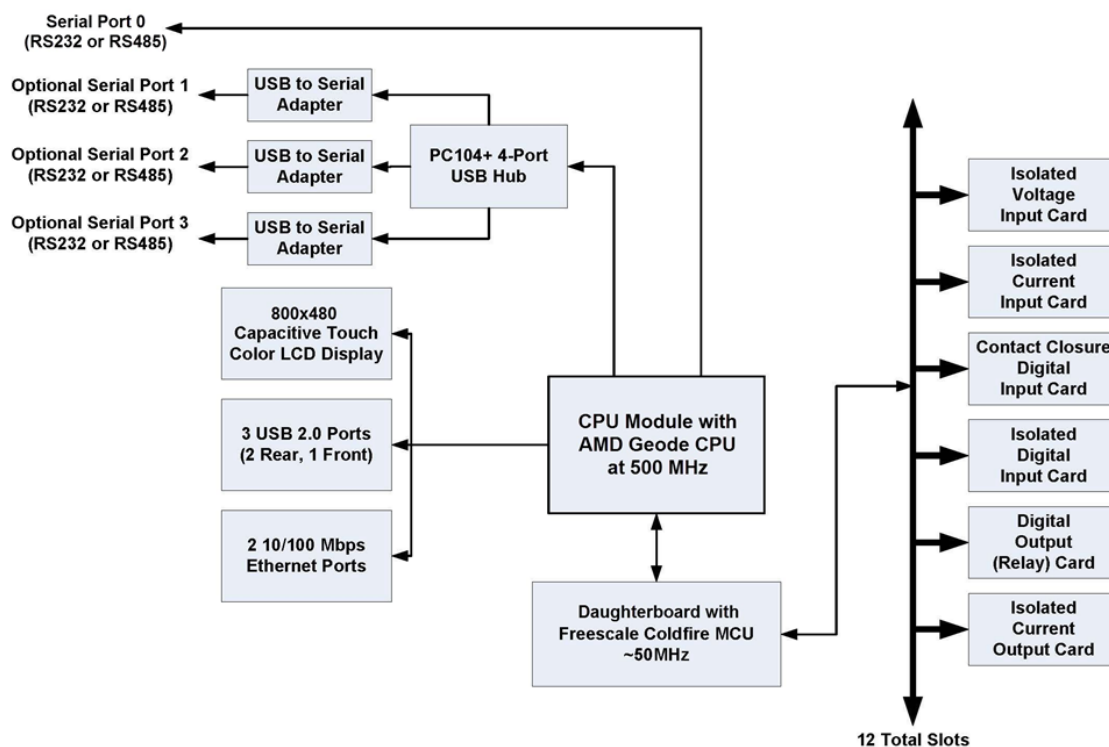 Serial Port 0
(RS232 or RS485)
Optional Serial Port 1
(RS232 or RS485)
USB to Serial
Adapter
Optional Serial Port 2
(RS232 or RS485)
USB to Serial
Adapter
PC104+ 4-Port
USB Hub
Optional Serial Port 3
(RS232 or RS485)
USB to Serial
Adapter
800x480
Capacitive Touch
Color LCD Display
3 USB 2.0 Ports
(2 Rear, 1 Front)
2 10/100 Mbps
Ethernet Ports
CPU Module with
AMD Geode CPU
at 500 MHz
Daughterboard with
Freescale Coldfire MCU
~50MHz
Isolated
Voltage
Input Card
Isolated
Current
Input Card
Contact Closure
Digital
Input Card
Isolated
Digital
Input Card
Digital
Output
(Relay) Card
Isolated
Current
Output Card
12 Total Slots